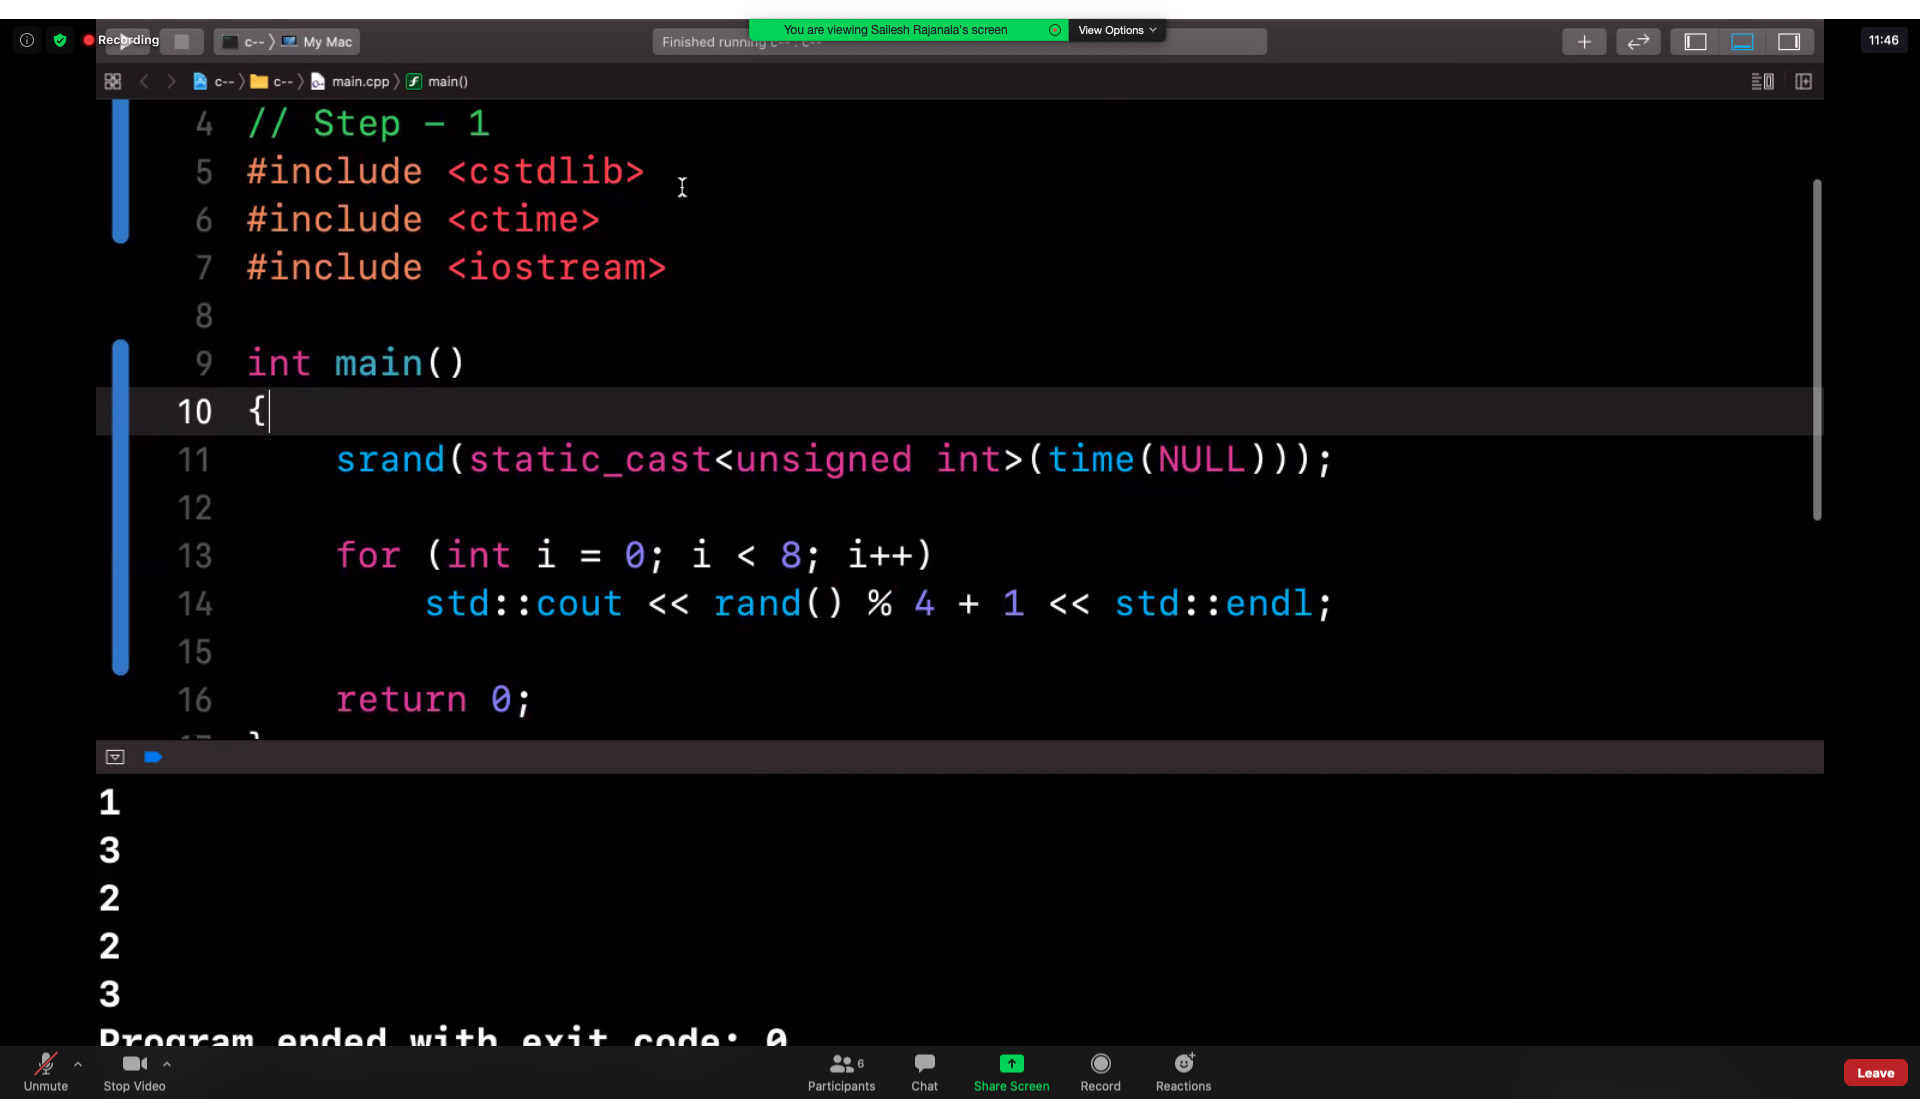 You are viewing Sailesh Rajanala's screen
View Options
Recording
c-- 〉 My Mac
Finished running c-- : c--
11:46
c-- 〉 c-- 〉 main.cpp 〉 main()
4 // Step – 1
5 #include <cstdlib>
6 #include <ctime>
7 #include <iostream>
8
9 int main()
10 {
11 srand(static_cast<unsigned int>(time(NULL)));
12
13 for (int i = 0; i < 8; i++)
14 std::cout << rand() % 4 + 1 << std::endl;
15
16 return 0;
17 }
1
3
2
2
3
Program ended with exit code: 0
Unmute
Stop Video
6
Participants
Chat
Share Screen
Record
Reactions
Leave